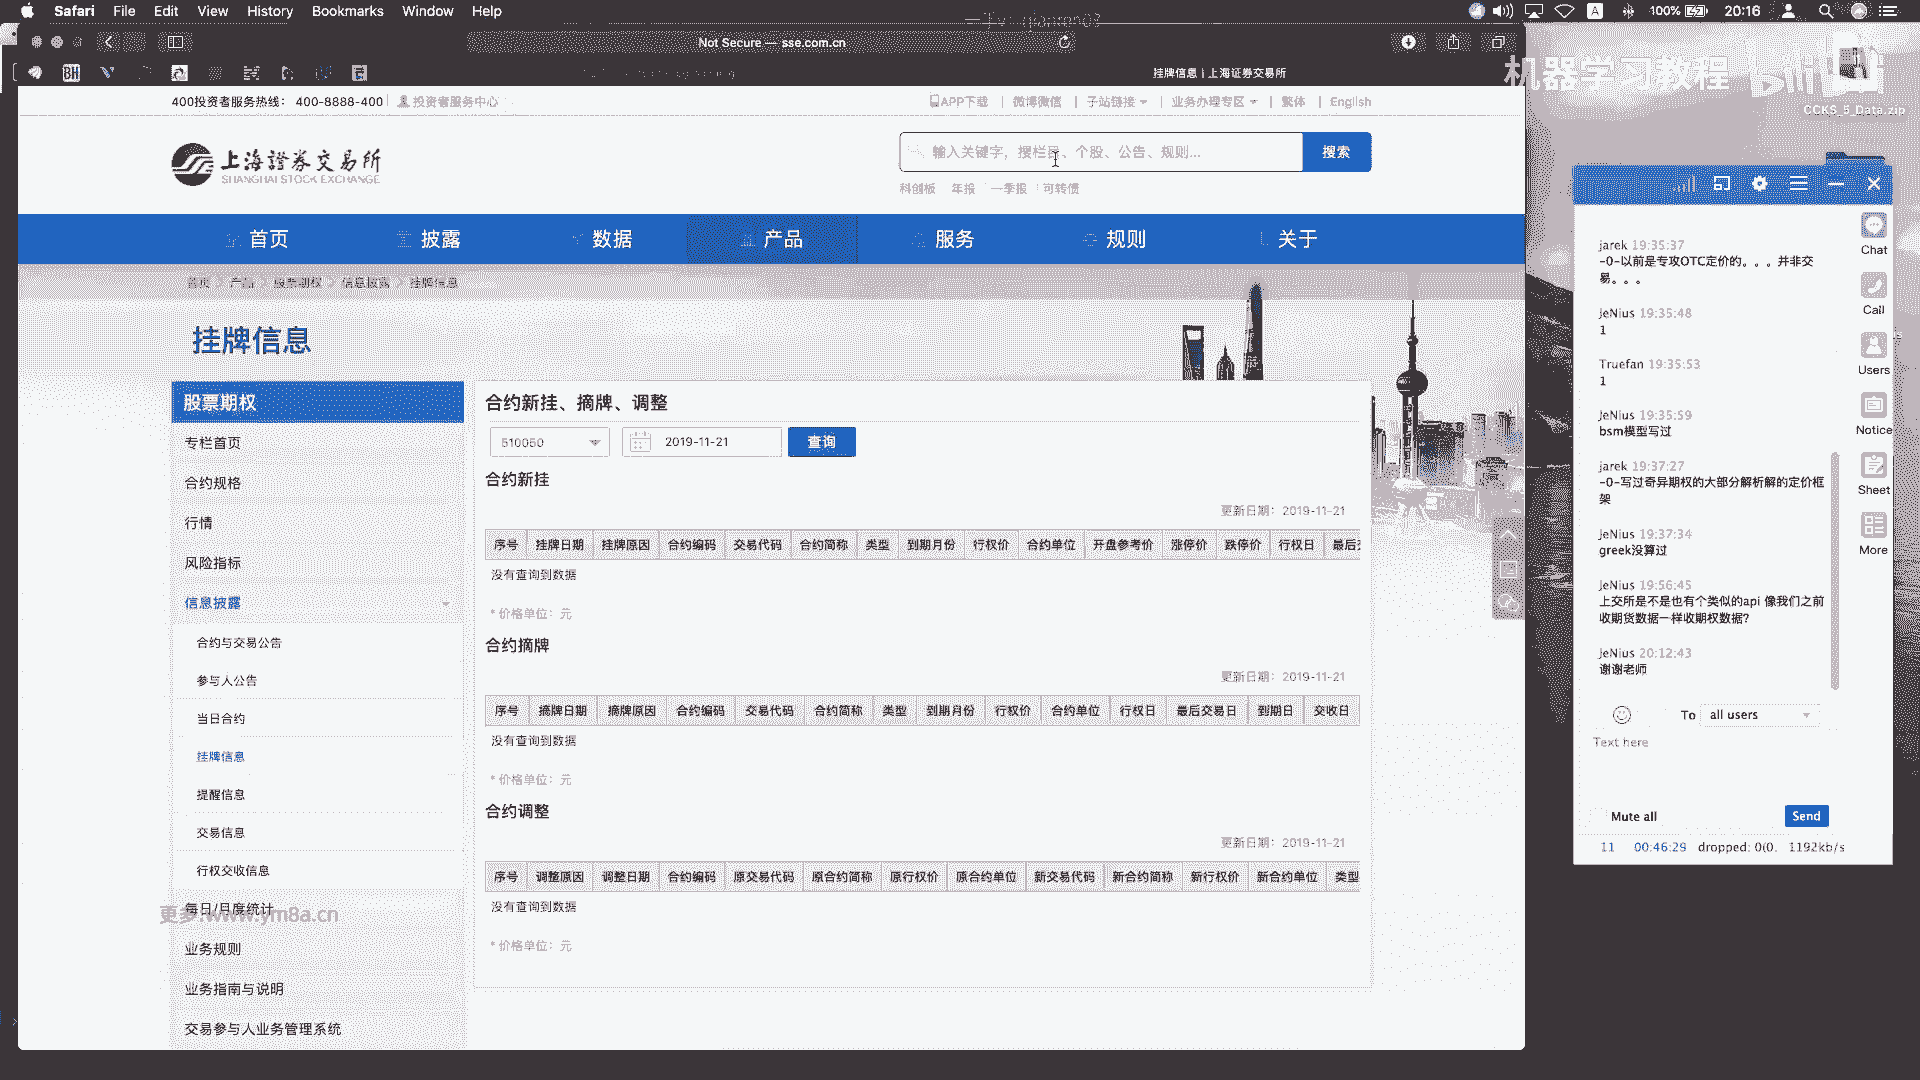 Safari File Edit View History Bookmarks Window Help
100% 20:16
Not Secure — sse.com.cn
BH
挂牌信息 | 上海证券交易所
机器学习教程 bilibili
CCKS_5_Data.zip
400投资者服务热线： 400-8888-400 投资者服务中心
APP下载 | 微博微信 | 子站链接 | 业务办理专区 | 繁体 | English
上海證券交易所
SHANGHAI STOCK EXCHANGE
输入关键字，搜栏目、个股、公告、规则... 搜索
科创板 年报 一季报 可转债
首页 披露 数据 产品 服务 规则 关于
首页 > 产品 > 股票期权 > 信息披露 > 挂牌信息
挂牌信息
股票期权
专栏首页
合约规格
行情
风险指标
信息披露
合约与交易公告
参与人公告
当日合约
挂牌信息
提醒信息
交易信息
行权交收信息
每日/月度统计
更多:www.ym8a.cn
业务规则
业务指南与说明
交易参与人业务管理系统
合约新挂、摘牌、调整
510050 2019-11-21 查询
合约新挂
更新日期： 2019-11-21
序号 挂牌日期 挂牌原因 合约编码 交易代码 合约简称 类型 到期月份 行权价 合约单位 开盘参考价 涨停价 跌停价 行权日 最后
没有查询到数据
* 价格单位：元
合约摘牌
更新日期： 2019-11-21
序号 摘牌日期 摘牌原因 合约编码 交易代码 合约简称 类型 到期月份 行权价 合约单位 行权日 最后交易日 到期日 交收日
没有查询到数据
* 价格单位：元
合约调整
更新日期： 2019-11-21
序号 调整原因 调整日期 合约编码 原交易代码 原合约简称 原行权价 原合约单位 新交易代码 新合约简称 新行权价 新合约单位 类型
没有查询到数据
* 价格单位：元
jarek 19:35:37
-0-以前是专攻OTC定价的。。。并非交
易。。。
JeNius 19:35:48
1
Truefan 19:35:53
1
JeNius 19:35:59
bsm模型写过
jarek 19:37:27
-0-写过奇异期权的大部分解析解的定价框
架
JeNius 19:37:34
greek没算过
JeNius 19:56:45
上交所是不是也有个类似的api 像我们之前
收期货数据一样收期权数据?
JeNius 20:12:43
谢谢老师
To all users
Text here
Mute all Send
11 00:46:29 dropped: 0(0. 1192kb/s
Chat
Call
Users
Notice
Sheet
More